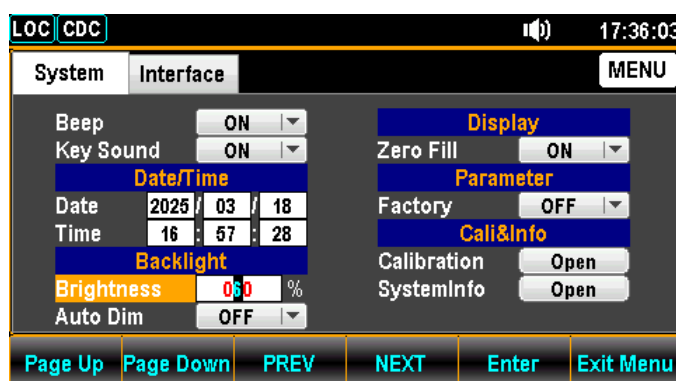 LOC CDC 17:36:03
System Interface MENU
Beep ON
Key Sound ON
Date/Time
Date 2025 / 03 / 18
Time 16 : 57 : 28
Backlight
Brightness 060 %
Auto Dim OFF
Display
Zero Fill ON
Parameter
Factory OFF
Cali&Info
Calibration Open
SystemInfo Open
Page Up Page Down PREV NEXT Enter Exit Menu